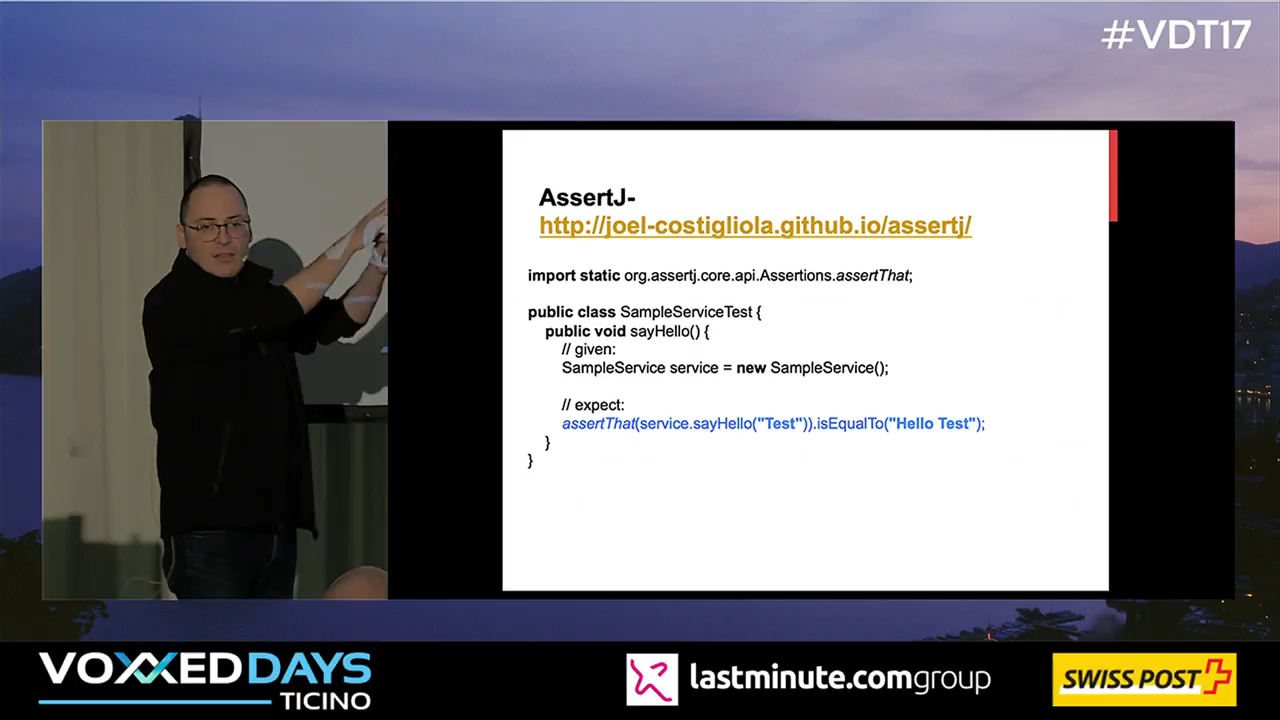 #VDT17
AssertJ-
http://joel-costigliola.github.io/assertj/
import static org.assertj.core.api.Assertions.assertThat;
public class SampleServiceTest {
public void sayHello() {
// given:
SampleService service = new SampleService();
// expect:
assertThat(service.sayHello("Test")).isEqualTo("Hello Test");
}
}
VOXXED DAYS
TICINO
lastminute.comgroup
SWISS POST